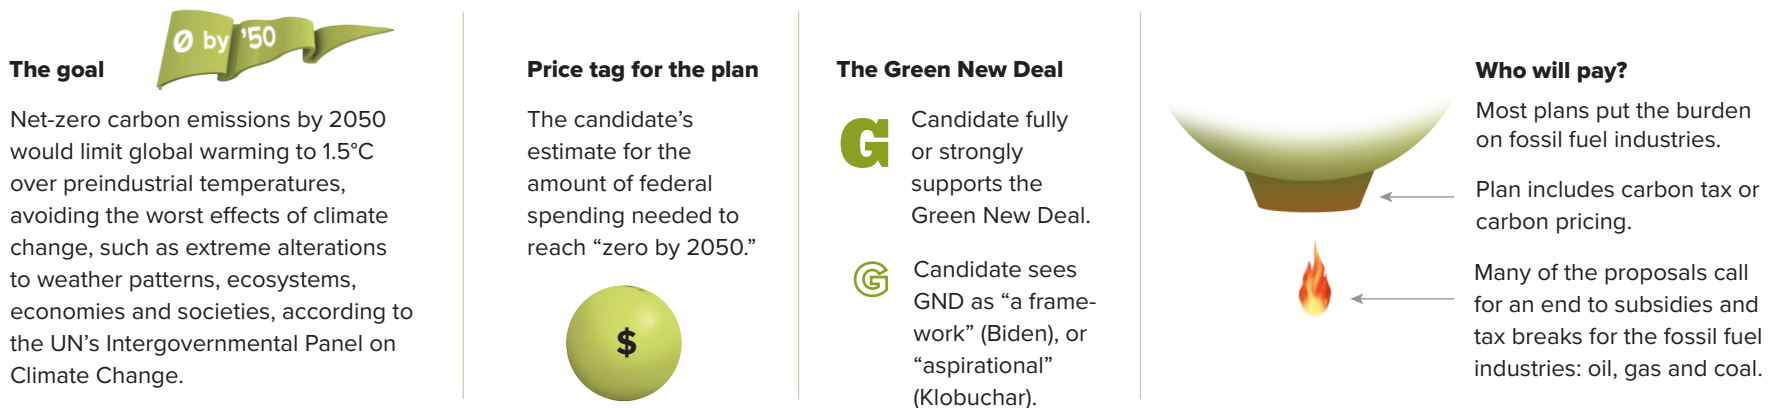 Ø by '50
The goal
Net-zero carbon emissions by 2050
would limit global warming to 1.5°C
over preindustrial temperatures,
avoiding the worst effects of climate
change, such as extreme alterations
to weather patterns, ecosystems,
economies and societies, according to
the UN’s Intergovernmental Panel on
Climate Change.
Price tag for the plan
The candidate’s
estimate for the
amount of federal
spending needed to
reach “zero by 2050.”
$
The Green New Deal
G
Candidate fully
or strongly
supports the
Green New Deal.
G
Candidate sees
GND as “a frame-
work” (Biden), or
“aspirational”
(Klobuchar).
Who will pay?
Most plans put the burden
on fossil fuel industries.
Plan includes carbon tax or
carbon pricing.
Many of the proposals call
for an end to subsidies and
tax breaks for the fossil fuel
industries: oil, gas and coal.